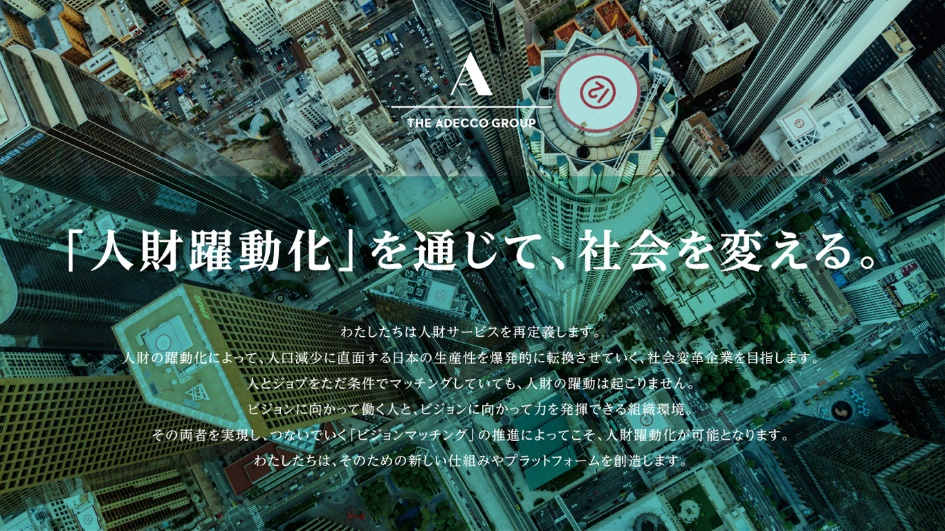 A
THE ADECCO GROUP
12
「人財躍動化」を通じて、社会を変える。
わたしたちは人財サービスを再定義します。
人財の躍動化によって、人口減少に直面する日本の生産性を爆発的に転換させていく、社会変革企業を目指します。
人とジョブをただ条件でマッチングしていても、人財の躍動は起こりません。
ビジョンに向かって働く人と、ビジョンに向かって力を発揮できる組織環境。
その両者を実現し、つないでいく「ビジョンマッチング」の推進によってこそ、人財躍動化が可能となります。
わたしたちは、そのための新しい仕組みやプラットフォームを創造します。